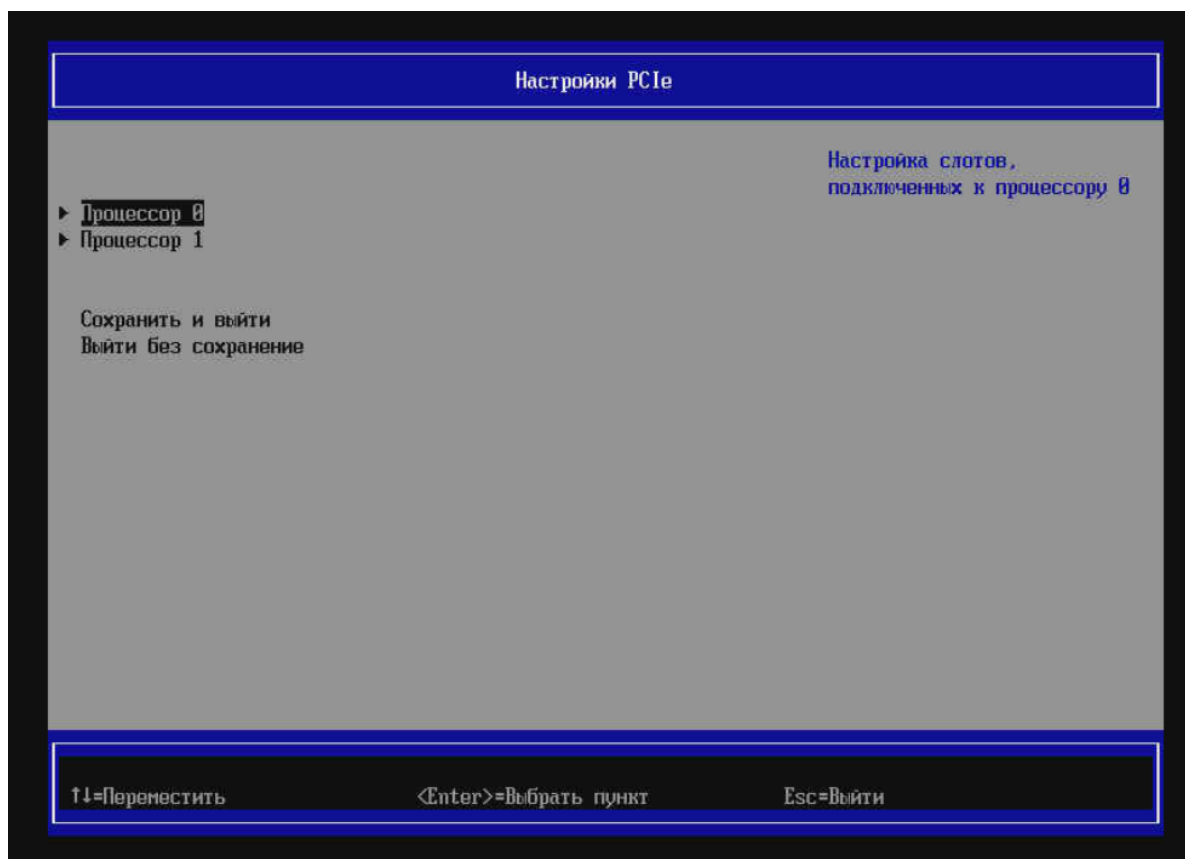 Настройки PCIe
Настройка слотов,
подключенных к процессору 0
▶ Процессор 0
▶ Процессор 1
Сохранить и выйти
Выйти без сохранение
↑↓=Переместить
<Enter>=Выбрать пункт
Esc=Выйти